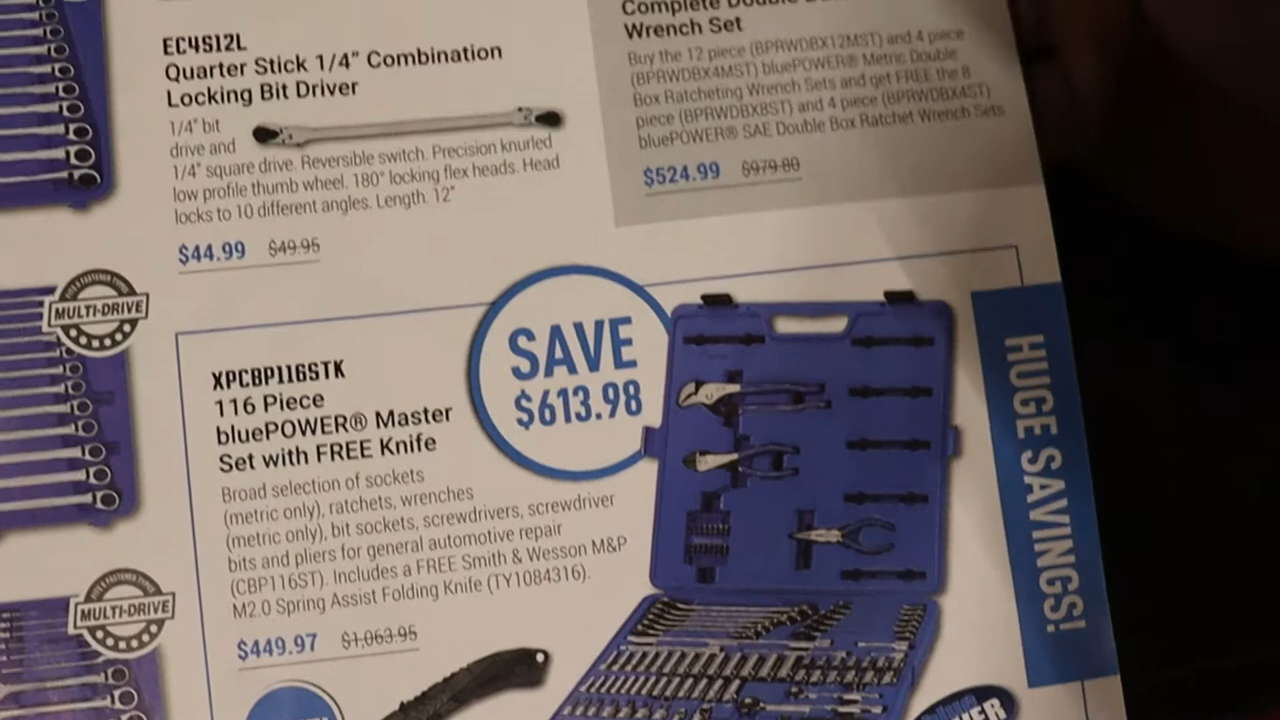 EC4S12L
Quarter Stick 1/4" Combination
Locking Bit Driver
1/4" bit
drive and
1/4" square drive. Reversible switch. Precision knurled
low profile thumb wheel. 180° locking flex heads. Head
locks to 10 different angles. Length: 12"
$44.99 $49.95
Complete Double
Wrench Set
Buy the 12 piece (BPRWDBX12MST) and 4 piece
(BPRWDBX4MST) bluePOWER® Metric Double
Box Ratcheting Wrench Sets and get FREE the 8
piece (BPRWDBX8ST) and 4 piece (BPRWDBX4ST)
bluePOWER® SAE Double Box Ratchet Wrench Sets
$524.99 $979.80
MULTI-DRIVE
SAVE
$613.98
XPCBP116STK
116 Piece
bluePOWER® Master
Set with FREE Knife
Broad selection of sockets
(metric only), ratchets, wrenches
(metric only), bit sockets, screwdrivers, screwdriver
bits and pliers for general automotive repair
(CBP116ST). Includes a FREE Smith & Wesson M&P
M2.0 Spring Assist Folding Knife (TY1084316).
$449.97 $1,063.95
HUGE SAVINGS!
MULTI-DRIVE